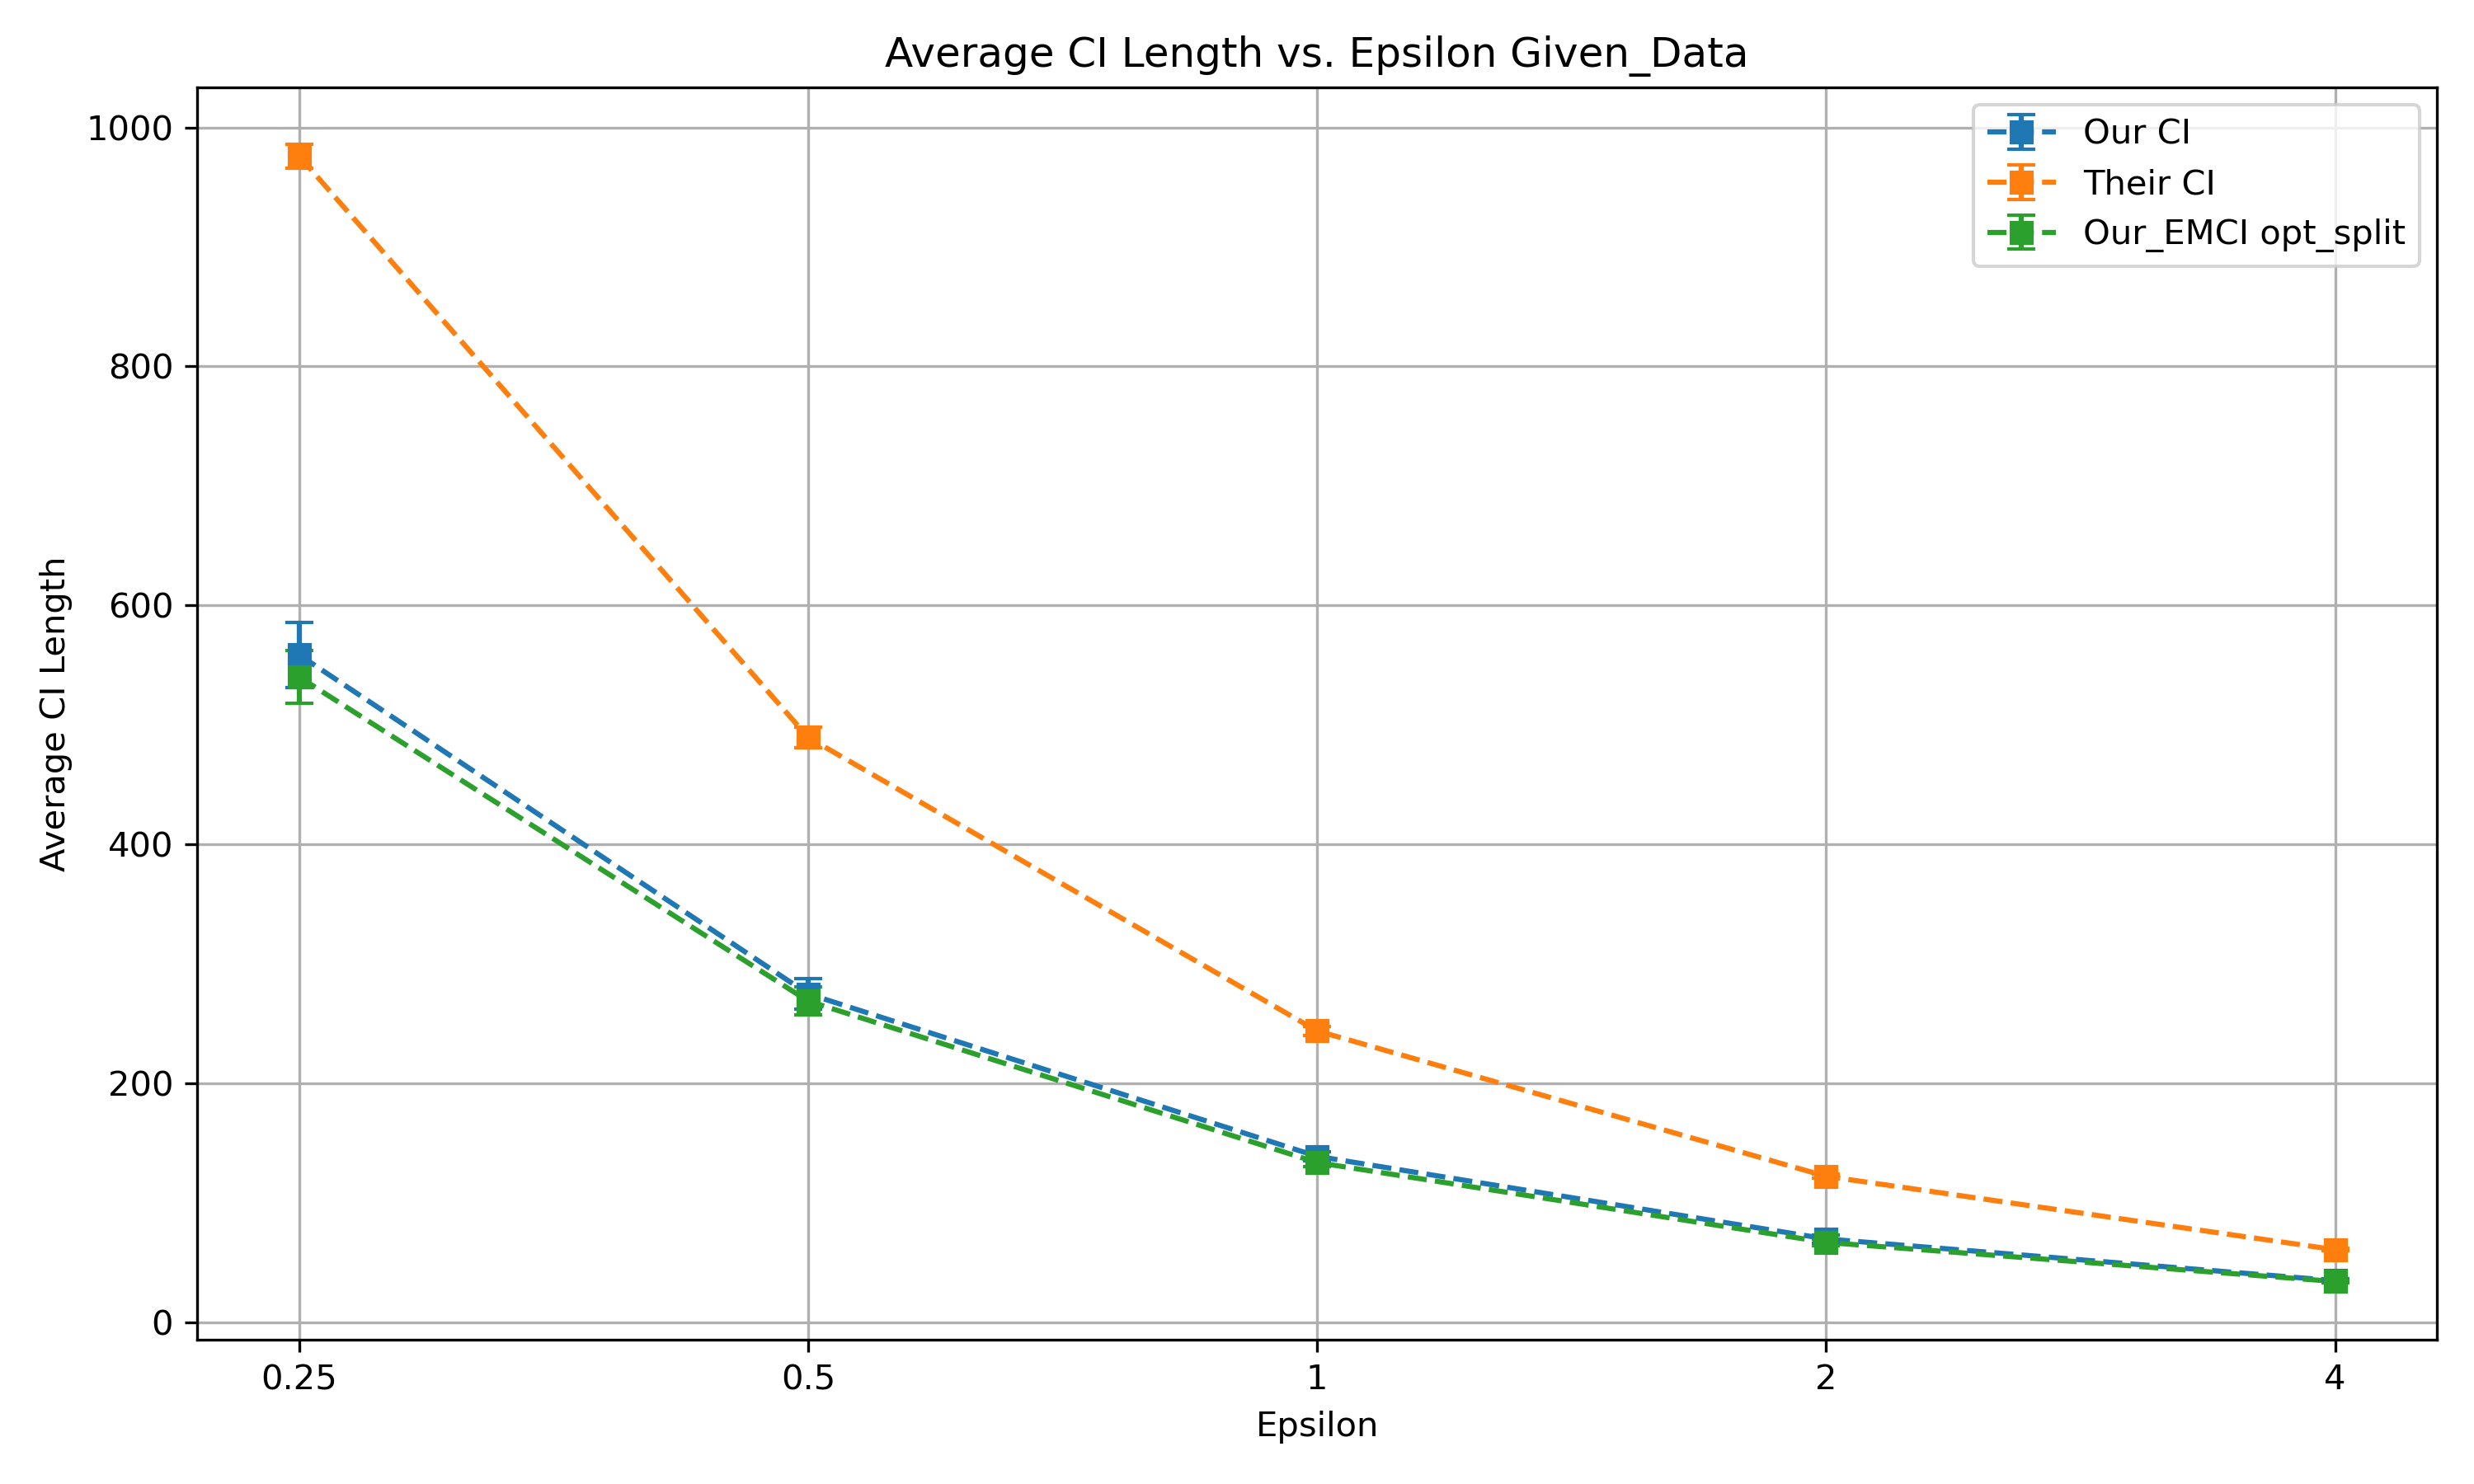 Average CI Length vs. Epsilon Given_Data
Our CI
Their CI
Our_EMCI opt_split
1000
800
600
400
200
0
Average CI Length
0.25
0.5
1
2
4
Epsilon